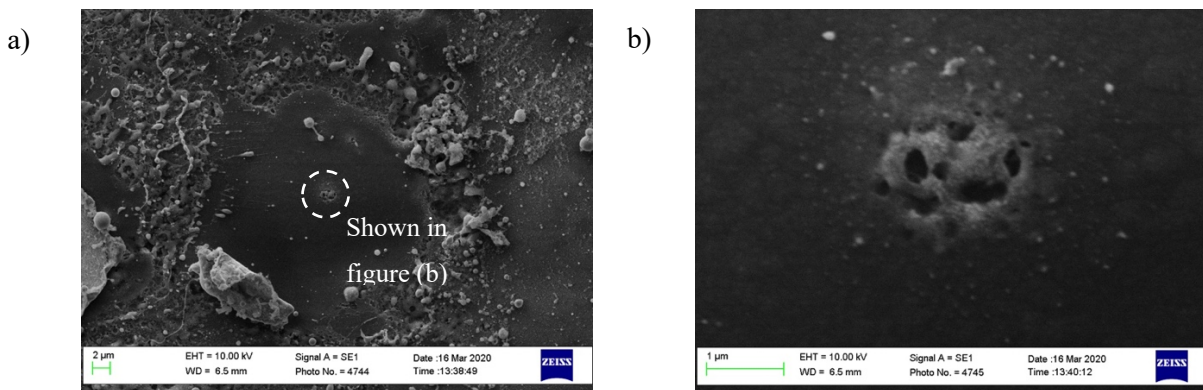 a)
b)
Shown in
figure (b)
2 µm
EHT = 10.00 kV
WD = 6.5 mm
Signal A = SE1
Photo No. = 4744
Date :16 Mar 2020
Time :13:38:49
ZEISS
1 µm
EHT = 10.00 kV
WD = 6.5 mm
Signal A = SE1
Photo No. = 4745
Date :16 Mar 2020
Time :13:40:12
ZEISS